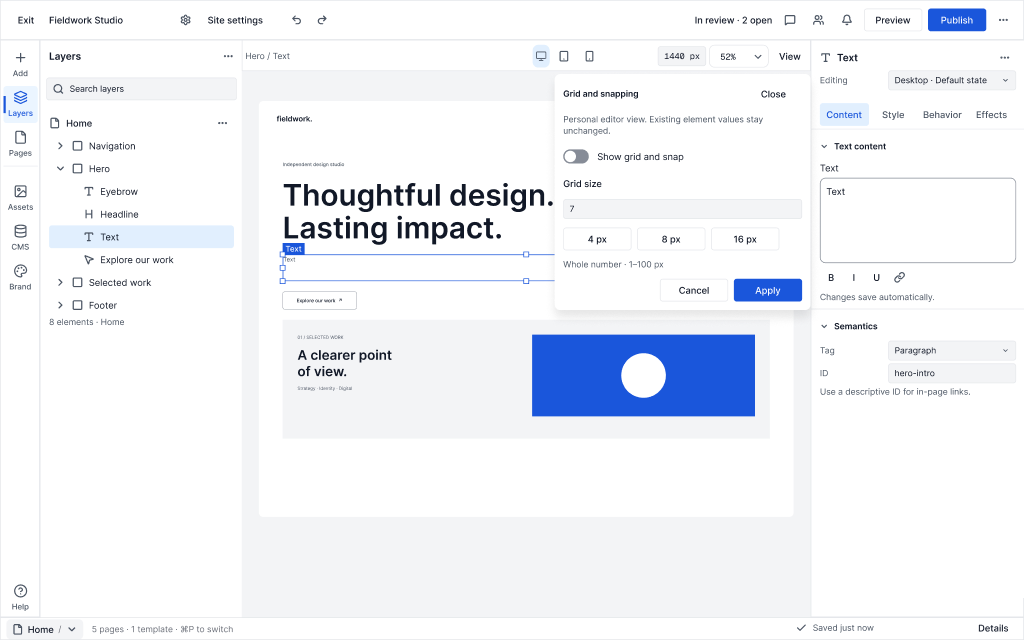 Exit
Fieldwork Studio
Site settings
In review · 2 open
Preview
Publish
Add
Layers
Pages
Assets
CMS
Brand
Help
Layers
Search layers
Home
Navigation
Hero
Eyebrow
Headline
Text
Explore our work
Selected work
Footer
8 elements · Home
Hero / Text
1440 px
52%
View
fieldwork.
Independent design studio
Thoughtful design.
Lasting impact.
Text
Text
Explore our work ↗
01 / SELECTED WORK
A clearer point
of view.
Strategy · Identity · Digital
Grid and snapping
Close
Personal editor view. Existing element values stay
unchanged.
Show grid and snap
Grid size
7
4 px
8 px
16 px
Whole number · 1–100 px
Cancel
Apply
Text
Editing
Desktop · Default state
Content
Style
Behavior
Effects
Text content
Text
Text
B
I
U
Changes save automatically.
Semantics
Tag
Paragraph
ID
hero-intro
Use a descriptive ID for in-page links.
Home /
5 pages · 1 template · ⌘P to switch
Saved just now
Details